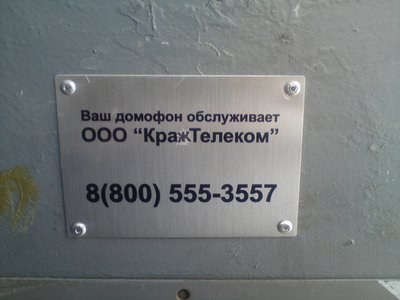 Ваш домофон обслуживает
ООО “КражТелеком”
8(800) 555-3557